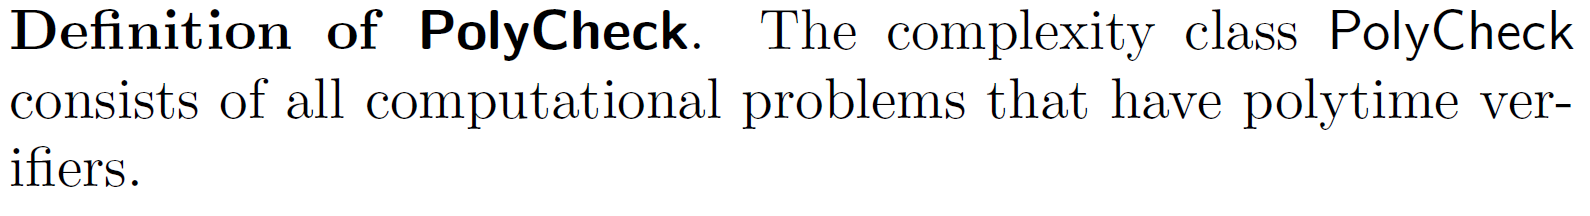 Definition of PolyCheck. The complexity class PolyCheck
consists of all computational problems that have polytime ver-
ifiers.